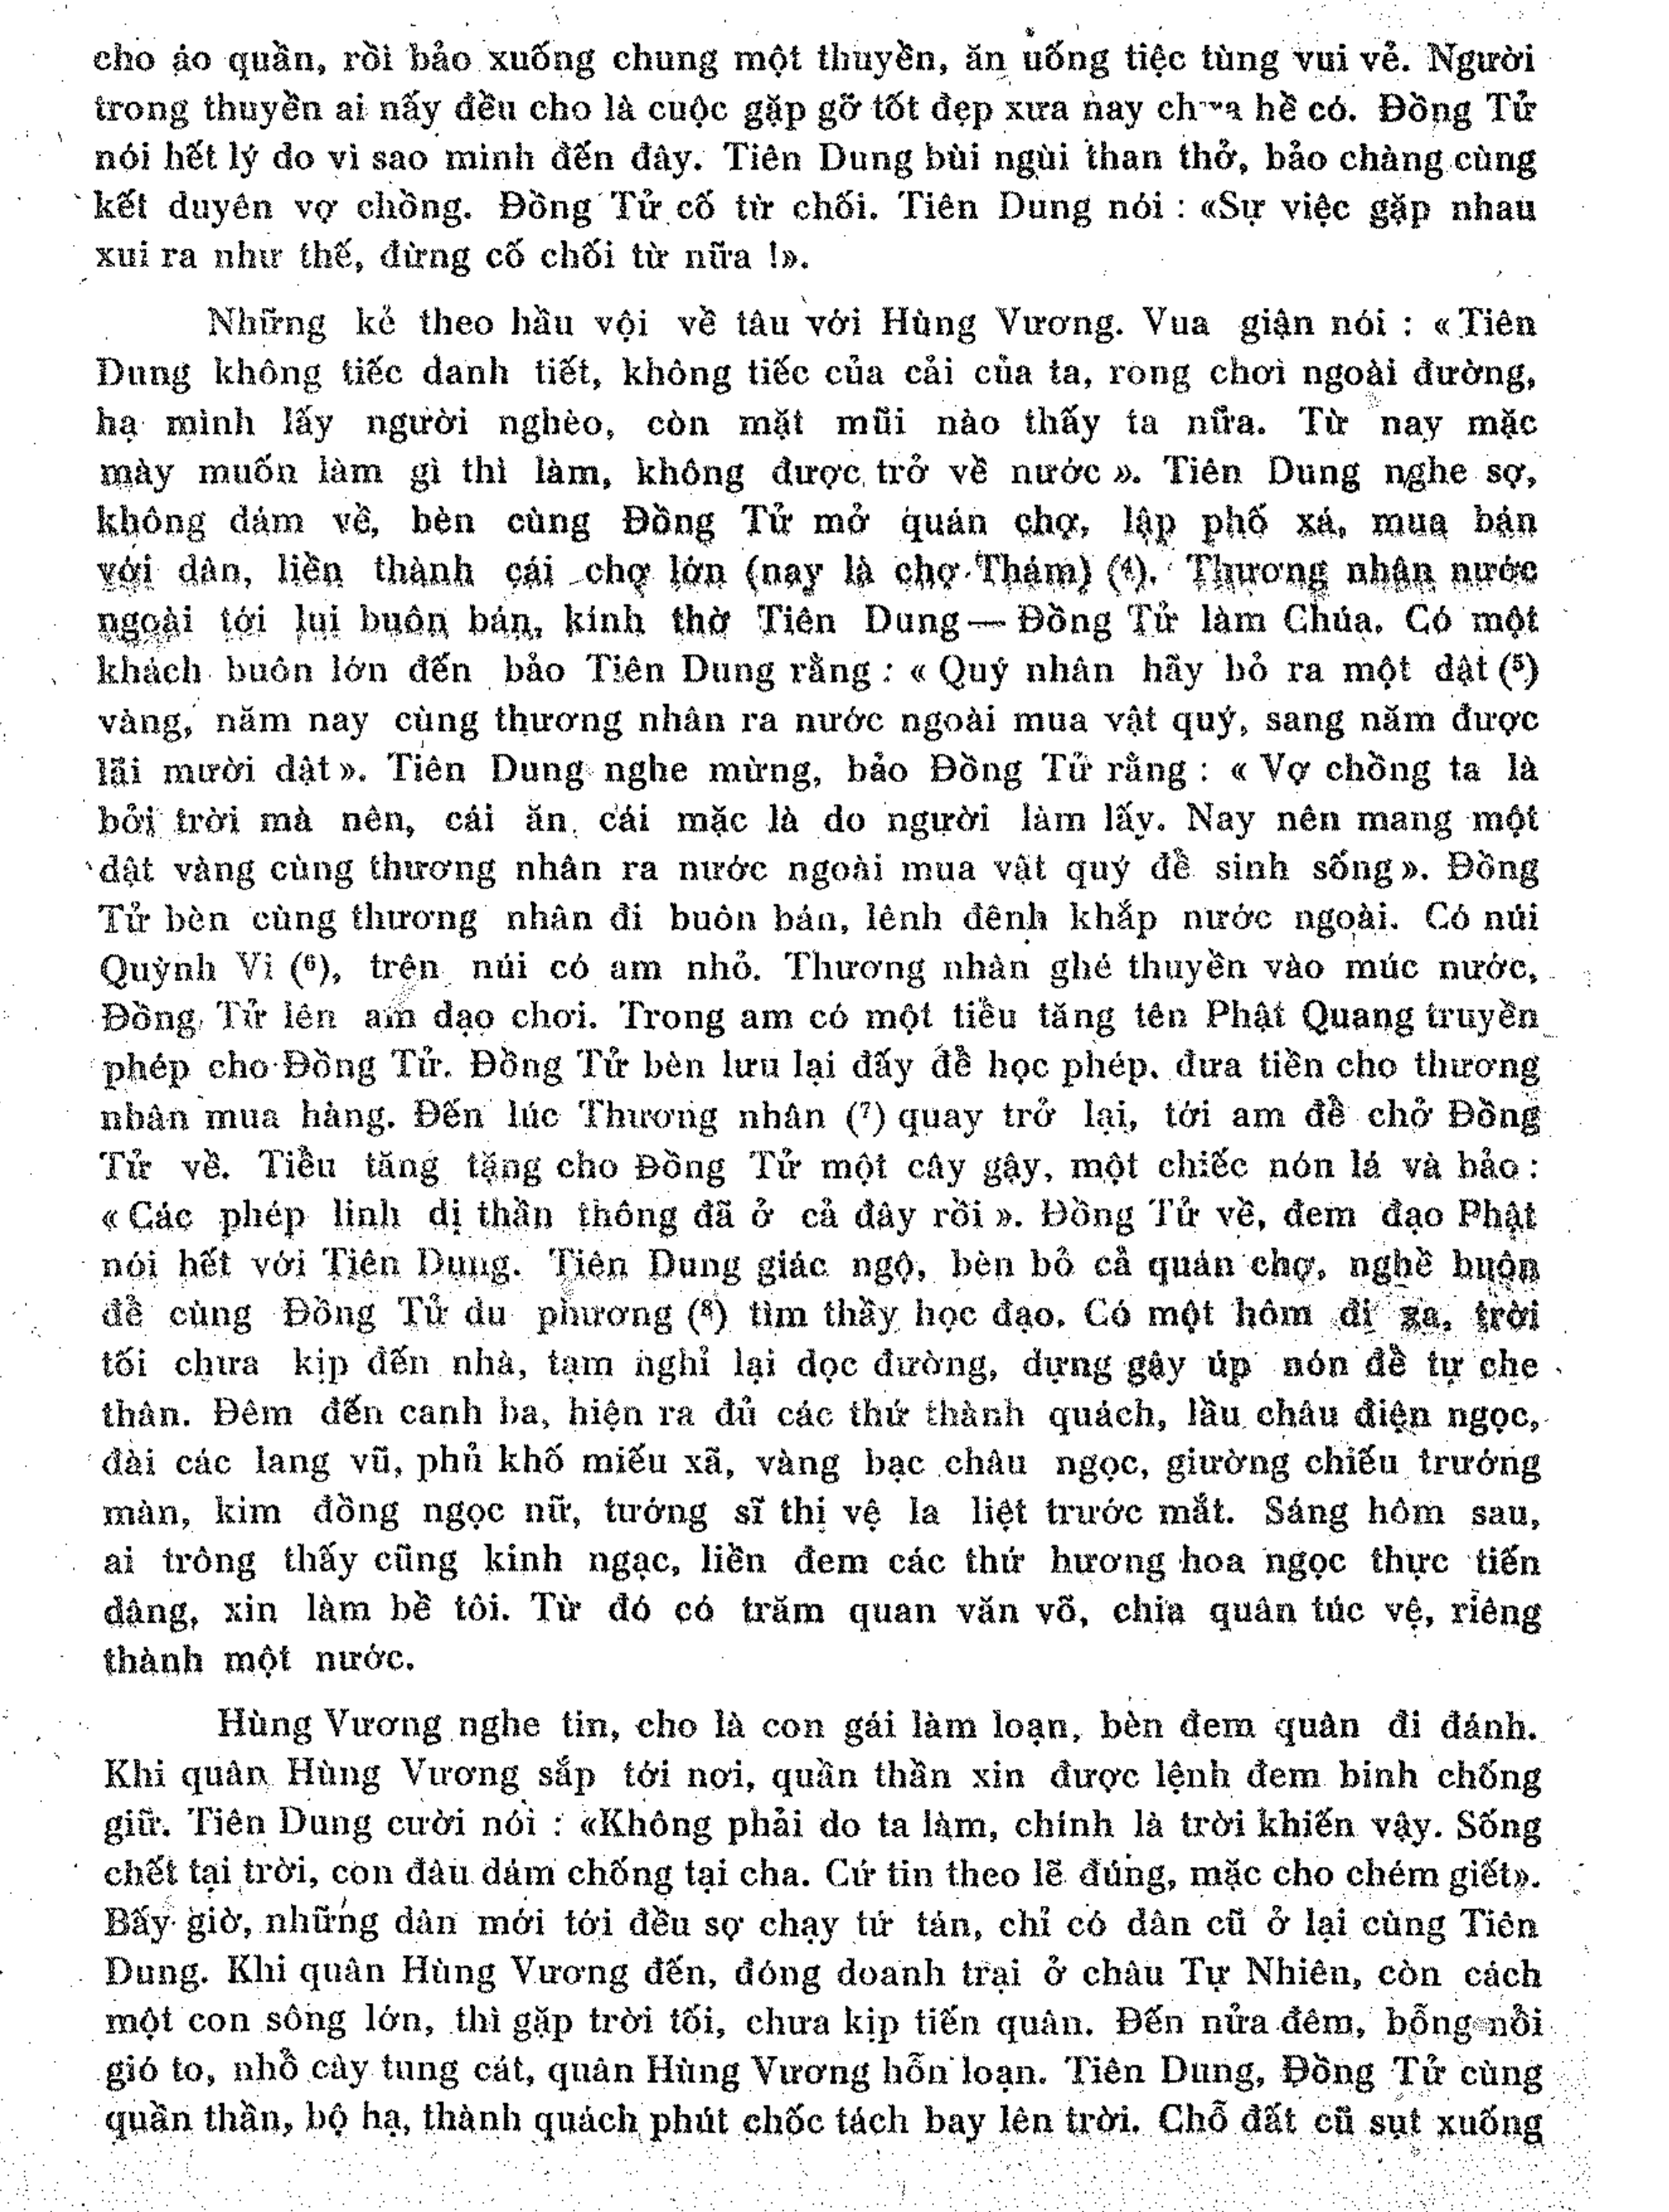 cho áo quần, rồi bảo xuống chung một thuyền, ăn uống tiệc tùng vui vẻ. Người
trong thuyền ai nấy đều cho là cuộc gặp gỡ tốt đẹp xưa nay chưa hề có. Đồng Tử
nói hết lý do vì sao mình đến đây. Tiên Dung bùi ngùi than thở, bảo chàng cùng
kết duyên vợ chồng. Đồng Tử cố từ chối. Tiên Dung nói : «Sự việc gặp nhau
xui ra như thế, đừng cố chối từ nữa !».
Những kẻ theo hầu vội về tâu với Hùng Vương. Vua giận nói : « Tiên
Dung không tiếc danh tiết, không tiếc của cải của ta, rong chơi ngoài đường,
hạ mình lấy người nghèo, còn mặt mũi nào thấy ta nữa. Từ nay mặc
mày muốn làm gì thì làm, không được trở về nước ». Tiên Dung nghe sợ,
không dám về, bèn cùng Đồng Tử mở quán chợ, lập phố xá, mua bán
với dân, liền thành cái chợ lớn (nay là chợ Thám) (⁴). Thương nhân nước
ngoài tới lui buôn bán, kính thờ Tiên Dung — Đồng Tử làm Chúa. Có một
khách buôn lớn đến bảo Tiên Dung rằng : « Quý nhân hãy bỏ ra một dật (⁵)
vàng, năm nay cùng thương nhân ra nước ngoài mua vật quý, sang năm được
lãi mười dật ». Tiên Dung nghe mừng, bảo Đồng Tử rằng : « Vợ chồng ta là
bởi trời mà nên, cái ăn cái mặc là do người làm lấy. Nay nên mang một
dật vàng cùng thương nhân ra nước ngoài mua vật quý để sinh sống ». Đồng
Tử bèn cùng thương nhân đi buôn bán, lênh đênh khắp nước ngoài. Có núi
Quỳnh Vi (⁶), trên núi có am nhỏ. Thương nhân ghé thuyền vào múc nước,
Đồng Tử lên am dạo chơi. Trong am có một tiểu tăng tên Phật Quang truyền
phép cho Đồng Tử. Đồng Tử bèn lưu lại đấy để học phép, đưa tiền cho thương
nhân mua hàng. Đến lúc Thương nhân (⁷) quay trở lại, tới am để chở Đồng
Tử về. Tiểu tăng tặng cho Đồng Tử một cây gậy, một chiếc nón lá và bảo :
« Các phép linh dị thần thông đã ở cả đây rồi ». Đồng Tử về, đem đạo Phật
nói hết với Tiên Dung. Tiên Dung giác ngộ, bèn bỏ cả quán chợ, nghề buôn
để cùng Đồng Tử du phương (⁸) tìm thầy học đạo. Có một hôm đi xa, trời
tối chưa kịp đến nhà, tạm nghỉ lại dọc đường, dựng gậy úp nón để tự che
thân. Đêm đến canh ba, hiện ra đủ các thứ thành quách, lầu châu điện ngọc,
đài các lang vũ, phủ khố miếu xã, vàng bạc châu ngọc, giường chiếu trướng
màn, kim đồng ngọc nữ, tướng sĩ thị vệ la liệt trước mắt. Sáng hôm sau,
ai trông thấy cũng kinh ngạc, liền đem các thứ hương hoa ngọc thực tiến
dâng, xin làm bề tôi. Từ đó có trăm quan văn võ, chia quân túc vệ, riêng
thành một nước.
Hùng Vương nghe tin, cho là con gái làm loạn, bèn đem quân đi đánh.
Khi quân Hùng Vương sắp tới nơi, quần thần xin được lệnh đem binh chống
giữ. Tiên Dung cười nói : «Không phải do ta làm, chính là trời khiến vậy. Sống
chết tại trời, con đâu dám chống tại cha. Cứ tin theo lẽ đúng, mặc cho chém giết».
Bấy giờ, những dân mới tới đều sợ chạy tứ tán, chỉ có dân cũ ở lại cùng Tiên
Dung. Khi quân Hùng Vương đến, đóng doanh trại ở châu Tự Nhiên, còn cách
một con sông lớn, thì gặp trời tối, chưa kịp tiến quân. Đến nửa đêm, bỗng nổi
gió to, nhổ cây tung cát, quân Hùng Vương hỗn loạn. Tiên Dung, Đồng Tử cùng
quần thần, bộ hạ, thành quách phút chốc tách bay lên trời. Chỗ đất cũ sụt xuống